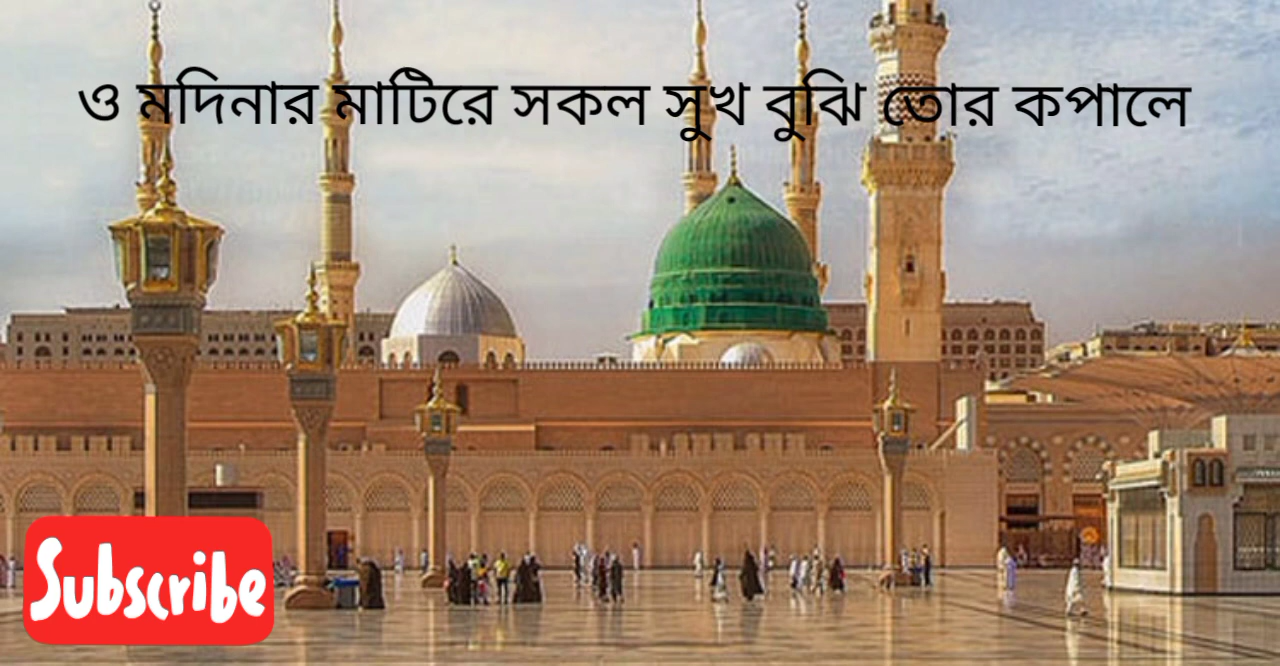 ও মদিনার মাটিরে সকল সুখ বুঝি তোর কপালে
Subscribe